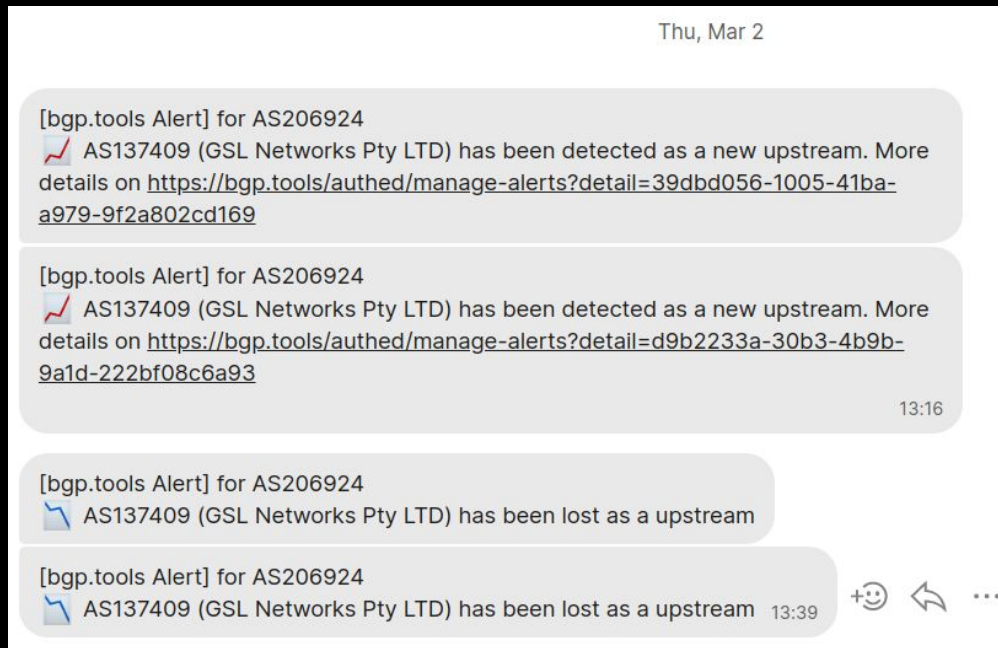 Thu, Mar 2
[bgp.tools Alert] for AS206924
📈 AS137409 (GSL Networks Pty LTD) has been detected as a new upstream. More
details on https://bgp.tools/authed/manage-alerts?detail=39dbd056-1005-41ba-
a979-9f2a802cd169
[bgp.tools Alert] for AS206924
📈 AS137409 (GSL Networks Pty LTD) has been detected as a new upstream. More
details on https://bgp.tools/authed/manage-alerts?detail=d9b2233a-30b3-4b9b-
9a1d-222bf08c6a93
13:16
[bgp.tools Alert] for AS206924
📉 AS137409 (GSL Networks Pty LTD) has been lost as a upstream
[bgp.tools Alert] for AS206924
📉 AS137409 (GSL Networks Pty LTD) has been lost as a upstream 13:39